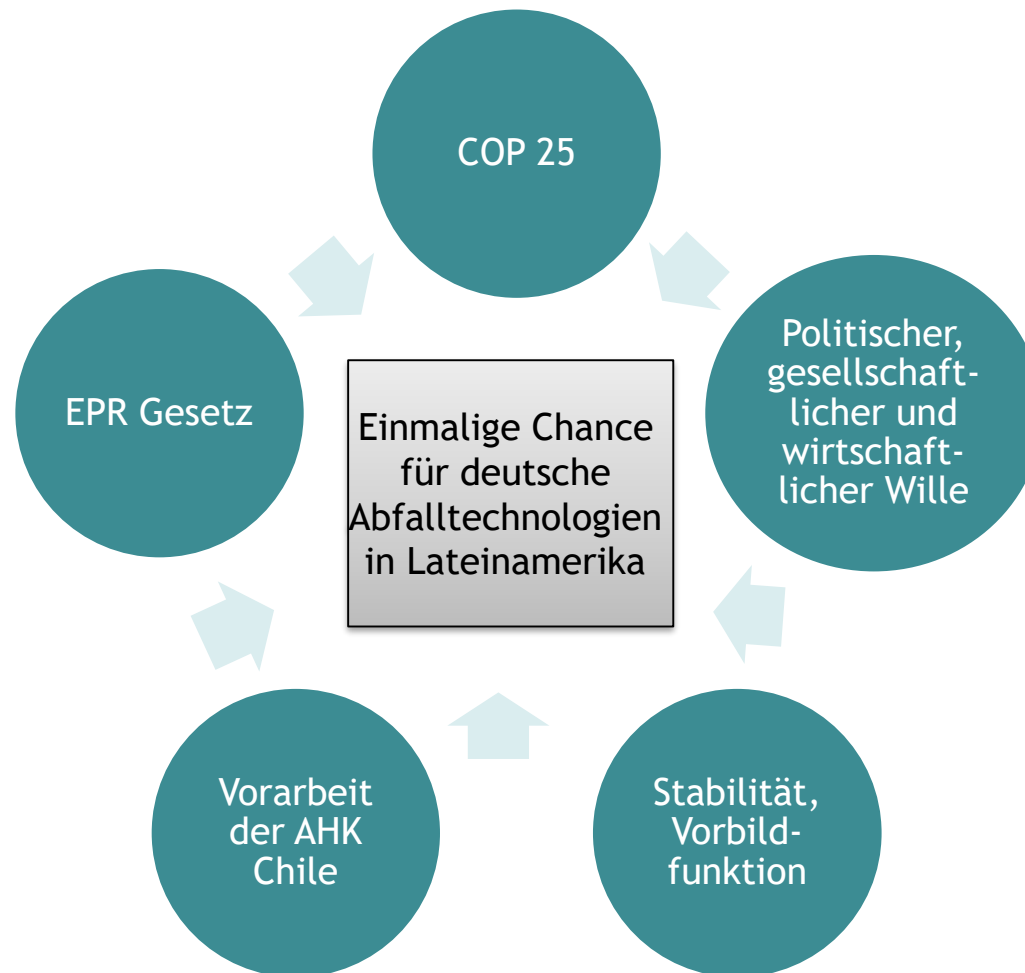 COP 25
EPR Gesetz
Politischer,
gesellschaft-
licher und
wirtschaft-
licher Wille
Einmalige Chance
für deutsche
Abfalltechnologien
in Lateinamerika
Vorarbeit
der AHK
Chile
Stabilität,
Vorbild-
funktion